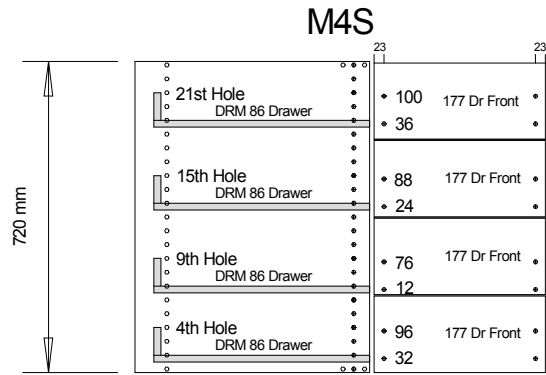 M4S
23 23
21st Hole
DRM 86 Drawer
100 177 Dr Front
36
15th Hole
DRM 86 Drawer
88 177 Dr Front
24
720 mm
9th Hole
DRM 86 Drawer
76 177 Dr Front
12
4th Hole
DRM 86 Drawer
96 177 Dr Front
32